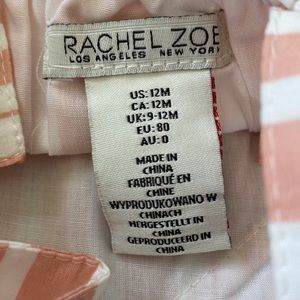 RACHEL ZOE
LOS ANGELES NEW YORK
US: 12M
CA: 12M
UK: 9-12M
EU: 80
AU: 0
MADE IN
CHINA
FABRIQUÉ EN
CHINE
WYPRODUKOWANO W
CHINACH
HERGESTELLT IN
CHINA
GEPRODUCEERD IN
CHINA